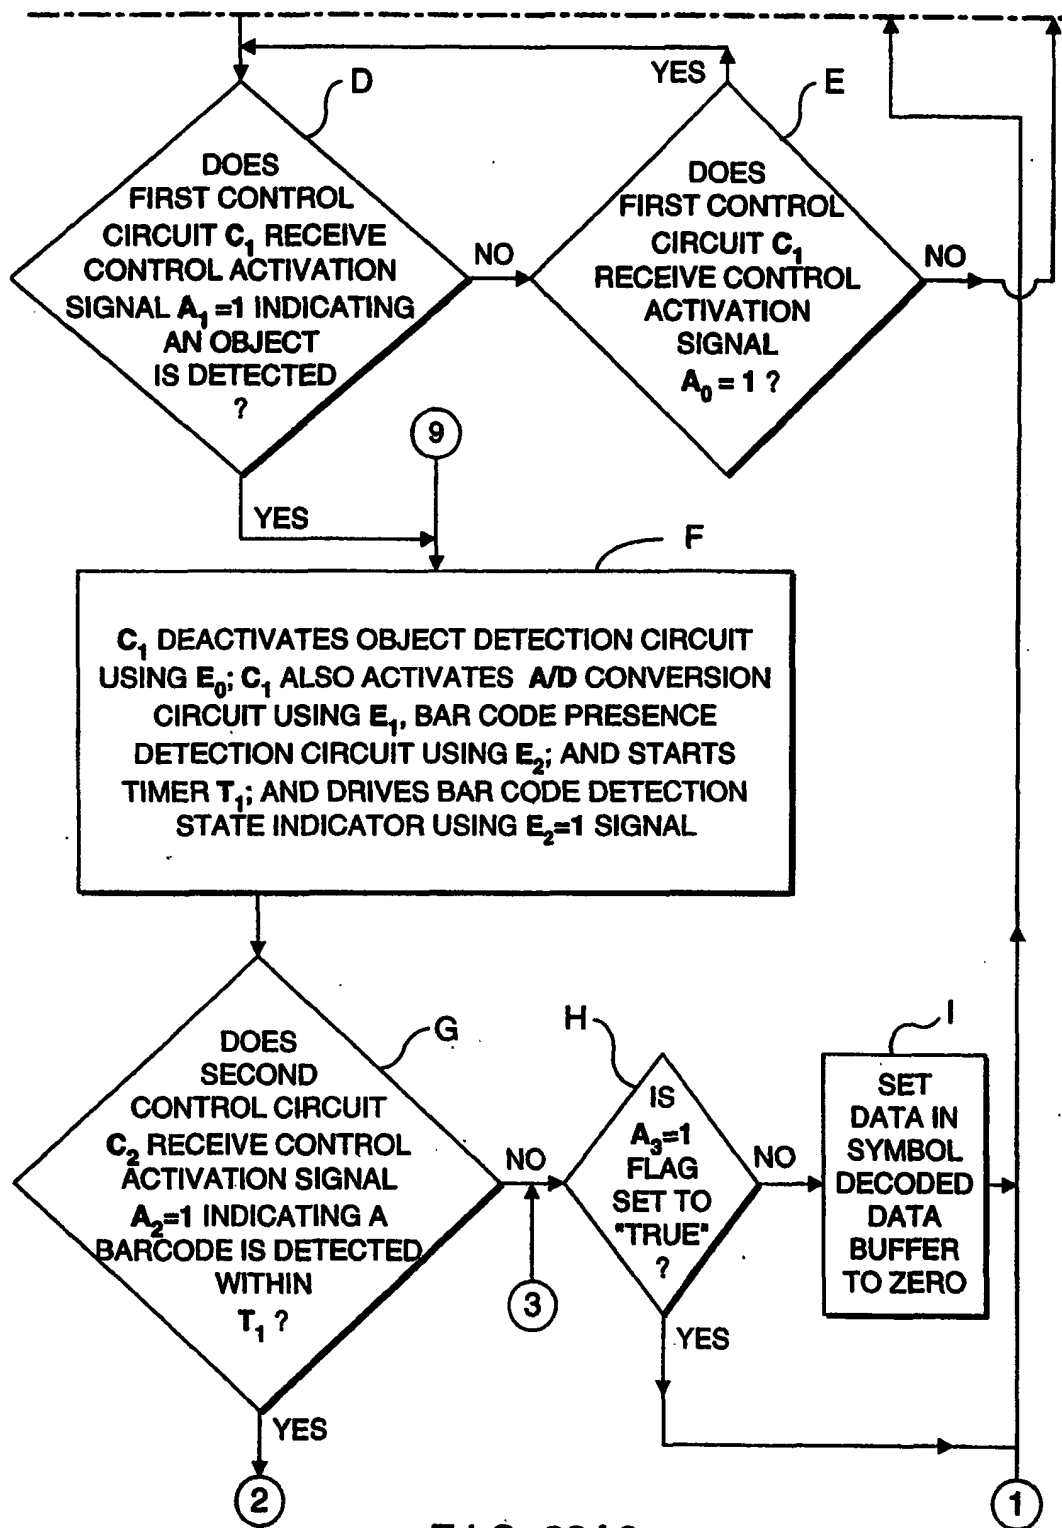 D
DOES
FIRST CONTROL
CIRCUIT C₁ RECEIVE
CONTROL ACTIVATION
SIGNAL A₁ =1 INDICATING
AN OBJECT
IS DETECTED
?
NO
YES
YES
E
DOES
FIRST CONTROL
CIRCUIT C₁
RECEIVE CONTROL
ACTIVATION
SIGNAL
A₀ = 1 ?
NO
9
F
C₁ DEACTIVATES OBJECT DETECTION CIRCUIT
USING E₀; C₁ ALSO ACTIVATES A/D CONVERSION
CIRCUIT USING E₁, BAR CODE PRESENCE
DETECTION CIRCUIT USING E₂; AND STARTS
TIMER T₁; AND DRIVES BAR CODE DETECTION
STATE INDICATOR USING E₂=1 SIGNAL
G
DOES
SECOND
CONTROL CIRCUIT
C₂ RECEIVE CONTROL
ACTIVATION SIGNAL
A₂=1 INDICATING A
BARCODE IS DETECTED
WITHIN
T₁ ?
NO
YES
3
2
H
IS
A₃=1
FLAG
SET TO
"TRUE"
?
NO
YES
I
SET
DATA IN
SYMBOL
DECODED
DATA
BUFFER
TO ZERO
1